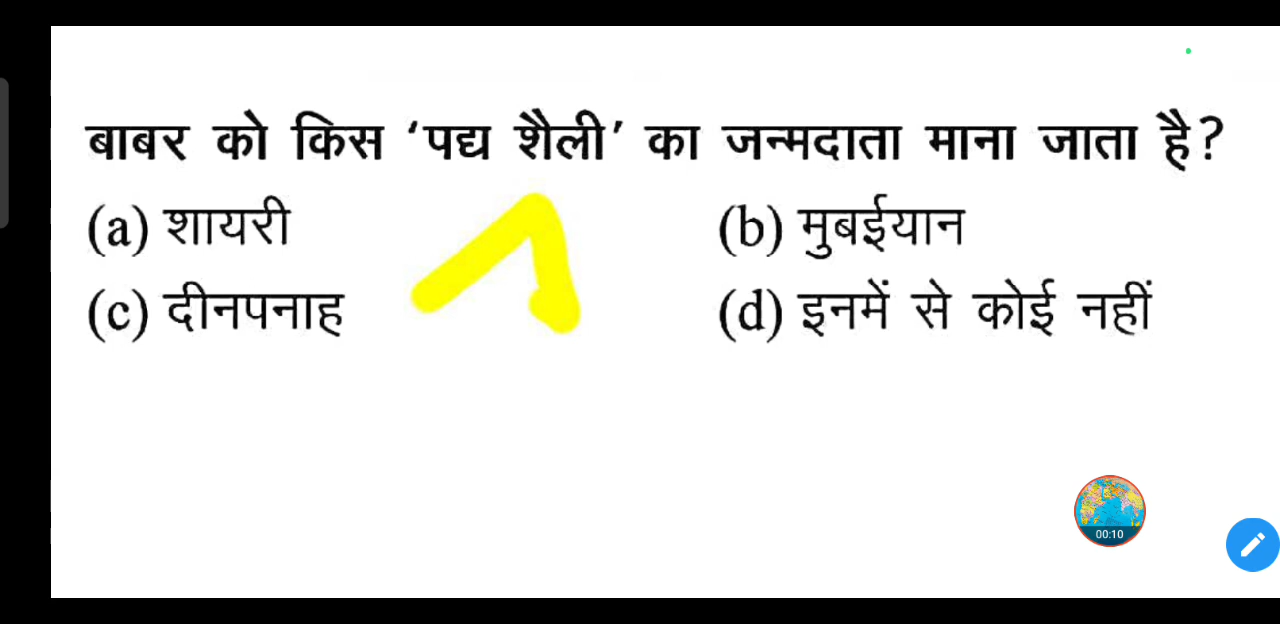 बाबर को किस ‘पद्य शैली’ का जन्मदाता माना जाता है?
(a) शायरी (b) मुबईयान
(c) दीनपनाह (d) इनमें से कोई नहीं
00:10